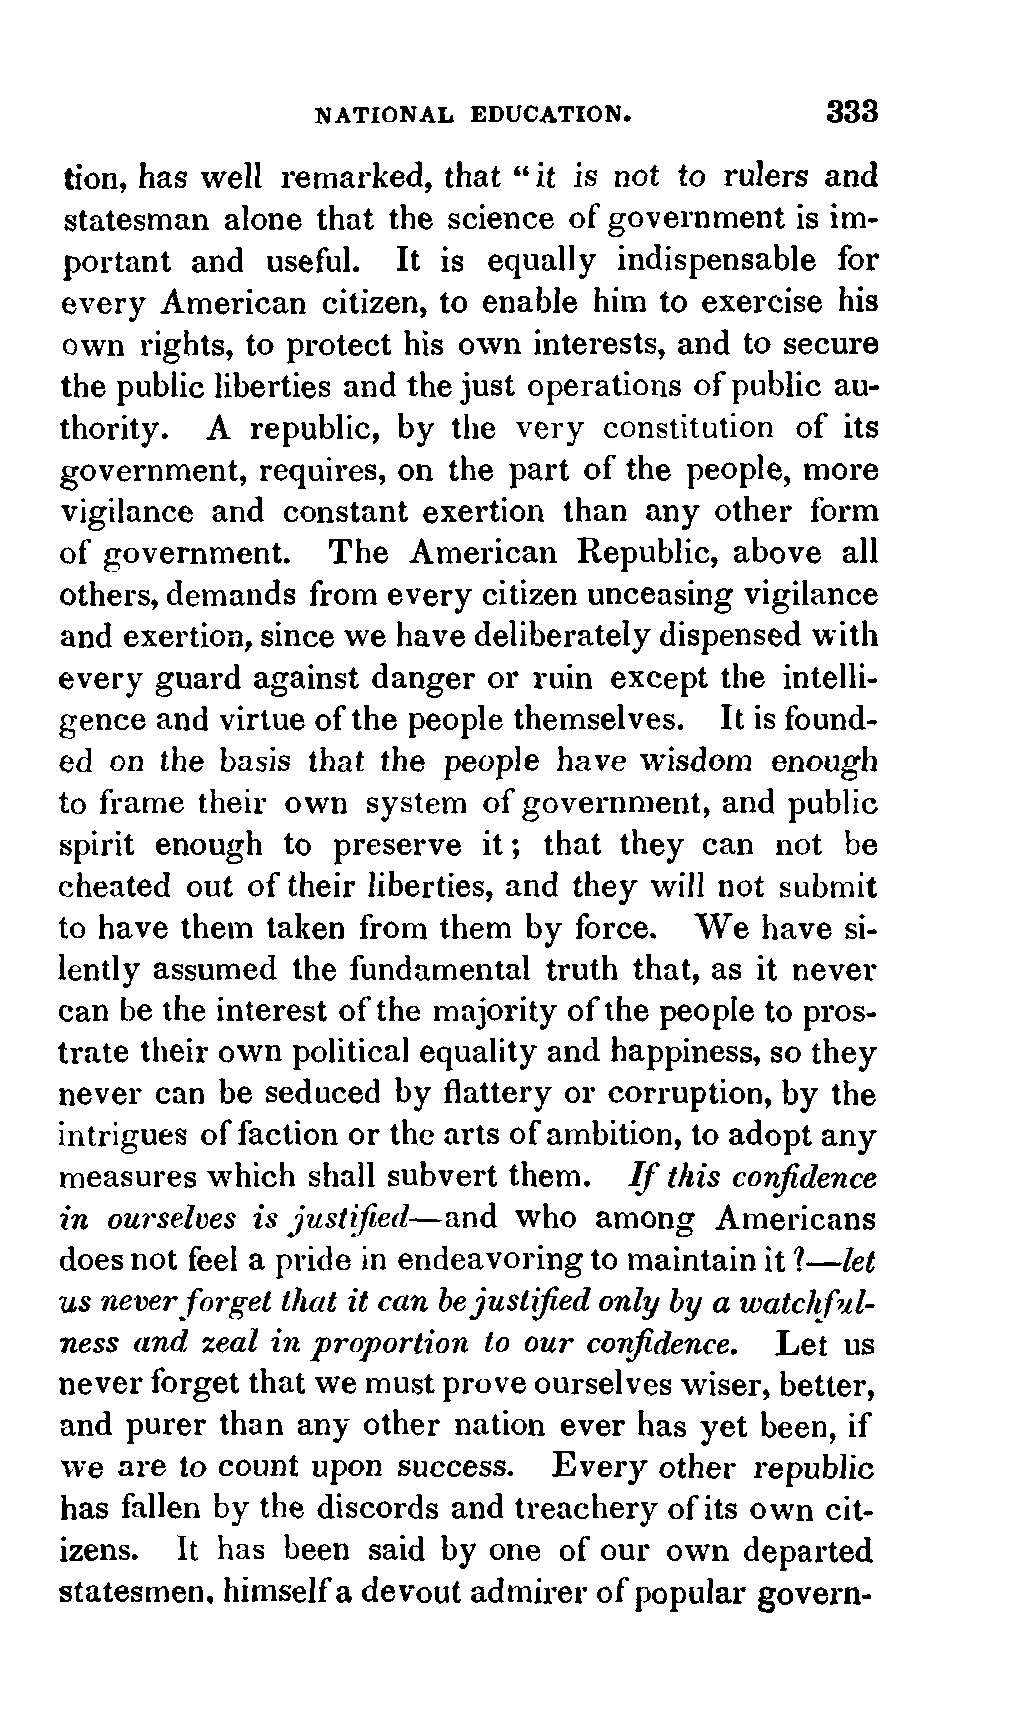 NATIONAL EDUCATION. 333
tion, has well remarked, that “it is not to rulers and
statesman alone that the science of government is im-
portant and useful. It is equally indispensable for
every American citizen, to enable him to exercise his
own rights, to protect his own interests, and to secure
the public liberties and the just operations of public au-
thority. A republic, by the very constitution of its
government, requires, on the part of the people, more
vigilance and constant exertion than any other form
of government. The American Republic, above all
others, demands from every citizen unceasing vigilance
and exertion, since we have deliberately dispensed with
every guard against danger or ruin except the intelli-
gence and virtue of the people themselves. It is found-
ed on the basis that the people have wisdom enough
to frame their own system of government, and public
spirit enough to preserve it; that they can not be
cheated out of their liberties, and they will not submit
to have them taken from them by force. We have si-
lently assumed the fundamental truth that, as it never
can be the interest of the majority of the people to pros-
trate their own political equality and happiness, so they
never can be seduced by flattery or corruption, by the
intrigues of faction or the arts of ambition, to adopt any
measures which shall subvert them. If this confidence
in ourselves is justified—and who among Americans
does not feel a pride in endeavoring to maintain it?—let
us never forget that it can be justified only by a watchful-
ness and zeal in proportion to our confidence. Let us
never forget that we must prove ourselves wiser, better,
and purer than any other nation ever has yet been, if
we are to count upon success. Every other republic
has fallen by the discords and treachery of its own cit-
izens. It has been said by one of our own departed
statesmen, himself a devout admirer of popular govern-